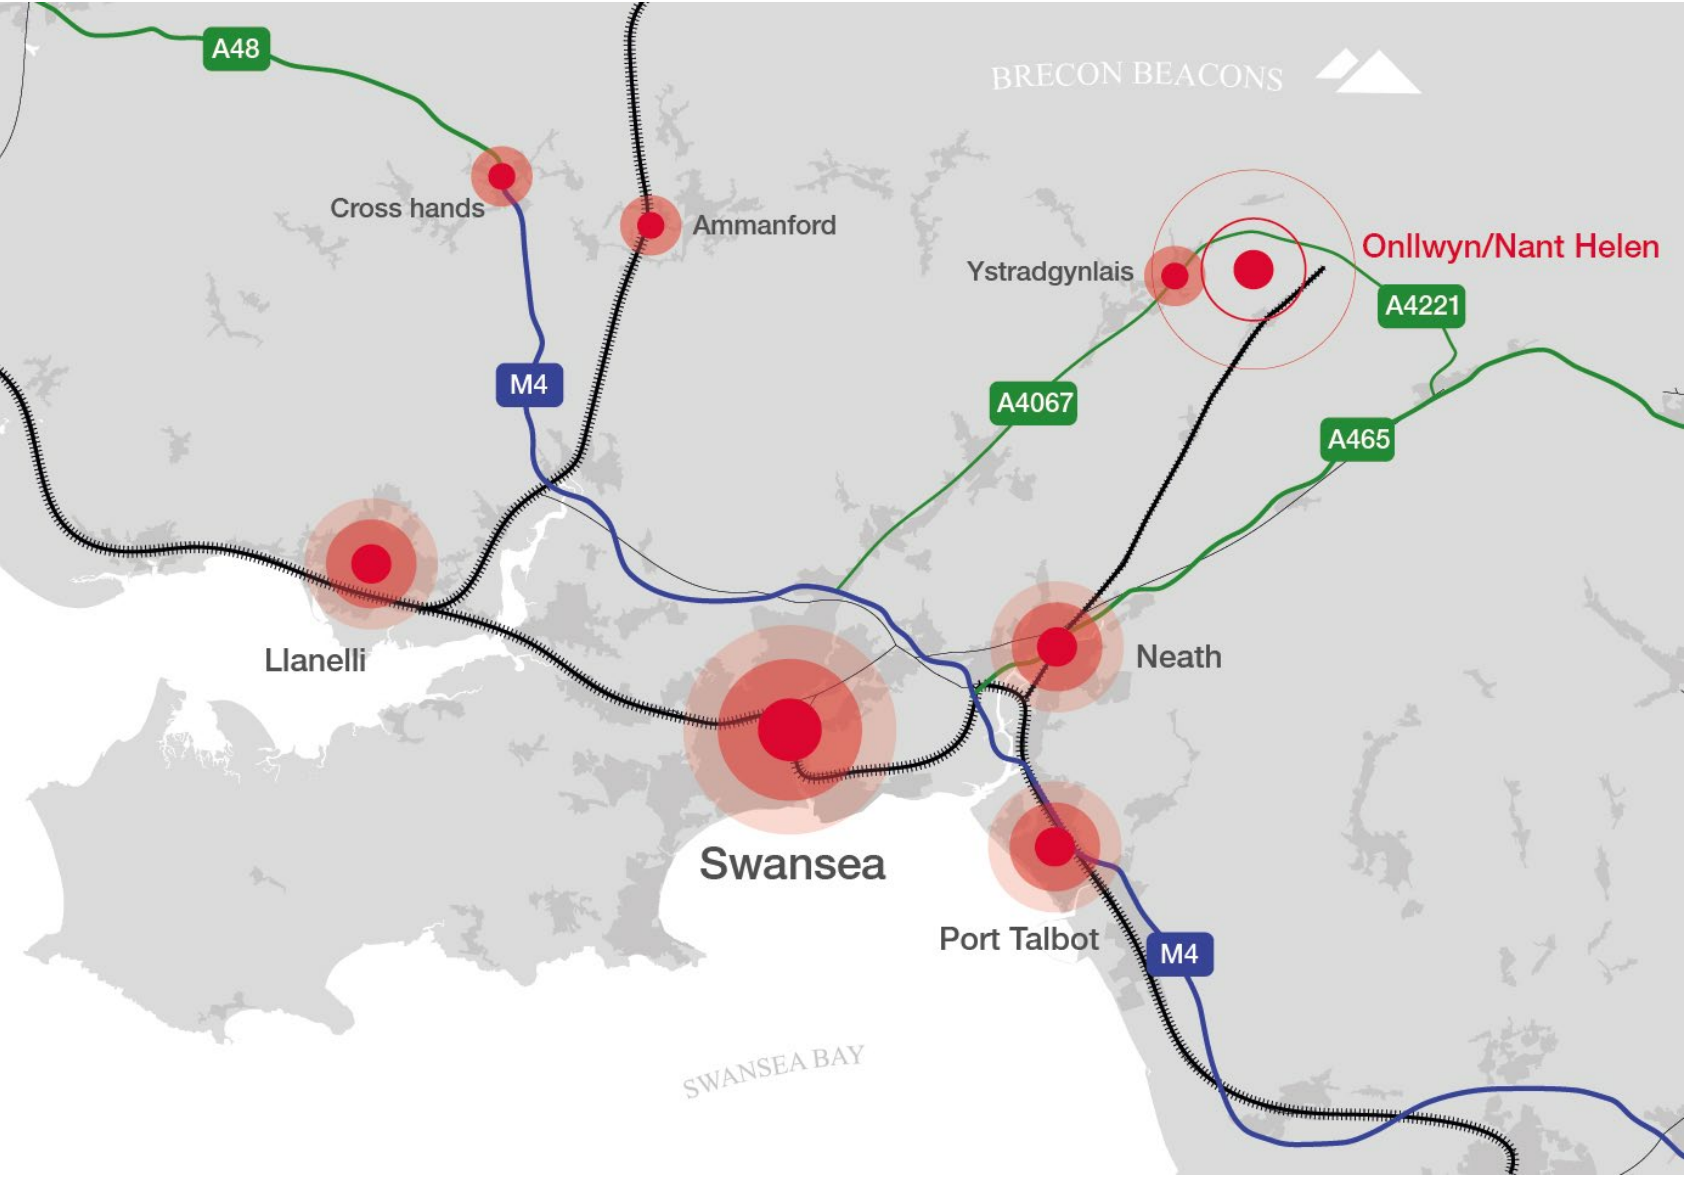 A48
BRECON BEACONS
Cross hands
Ammanford
Onllwyn/Nant Helen
Ystradgynlais
A4221
M4
A4067
A465
Llanelli
Neath
Swansea
Port Talbot
M4
SWANSEA BAY